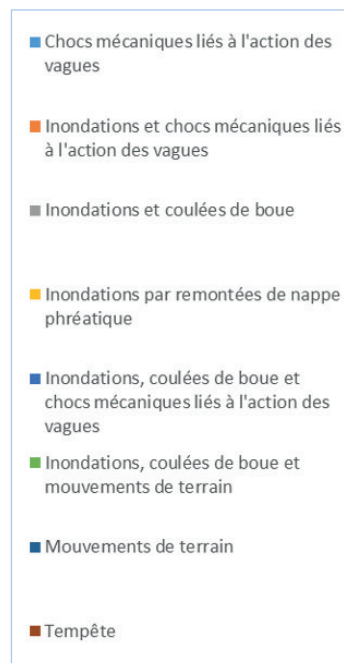 Chocs mécaniques liés à l'action des
vagues
Inondations et chocs mécaniques liés
à l'action des vagues
Inondations et coulées de boue
Inondations par remontées de nappe
phréatique
Inondations, coulées de boue et
chocs mécaniques liés à l'action des
vagues
Inondations, coulées de boue et
mouvements de terrain
Mouvements de terrain
Tempête